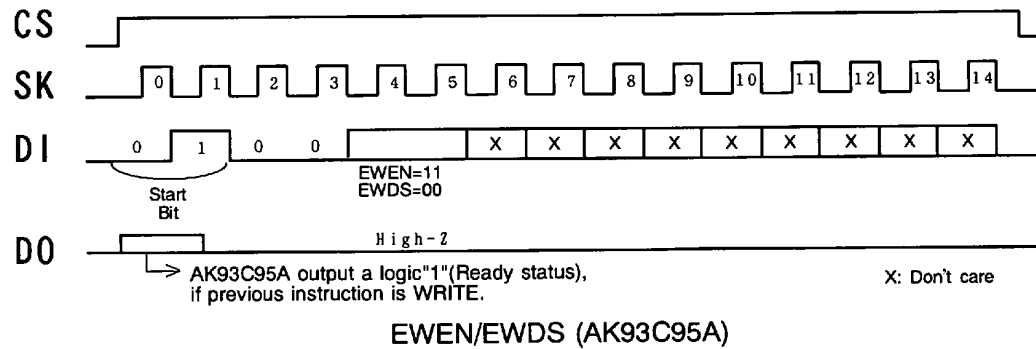 CS
SK
0 1 2 3 4 5 6 7 8 9 10 11 12 13 14
DI
0 1 0 0 X X X X X X X X X
EWEN=11
EWDS=00
Start
Bit
DO
High-Z
AK93C95A output a logic"1"(Ready status),
if previous instruction is WRITE.
X: Don't care
EWEN/EWDS (AK93C95A)